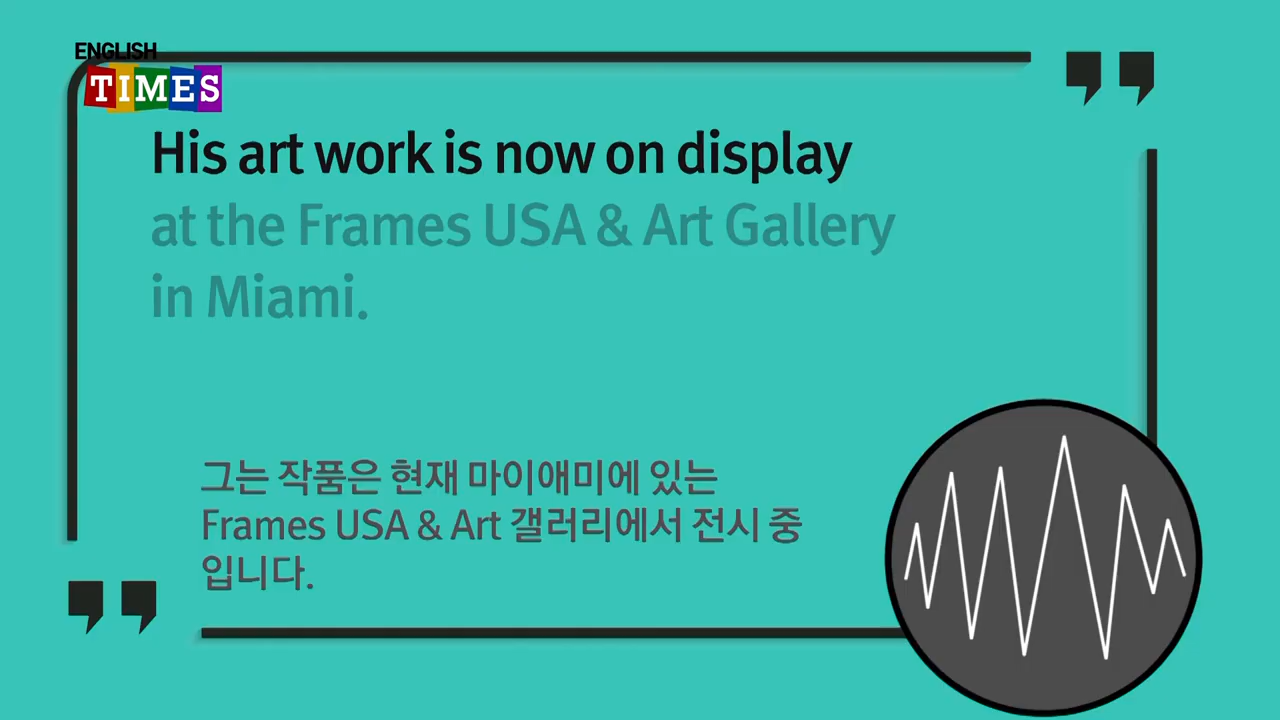 ENGLISH
TIMES
His art work is now on display
at the Frames USA & Art Gallery
in Miami.
그는 작품은 현재 마이애미에 있는
Frames USA & Art 갤러리에서 전시 중
입니다.